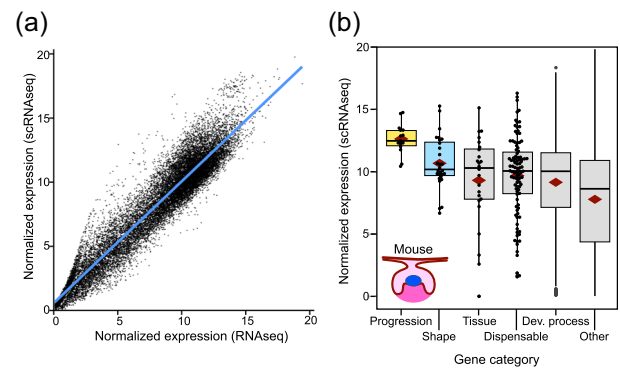 (a)
Normalized expression (scRNAseq)
20
15
10
5
0
0 5 10 15 20
Normalized expression (RNAseq)
(b)
Normalized expression (scRNAseq)
20
15
10
5
0
Mouse
Progression Tissue Dev. process
Shape Dispensable Other
Gene category